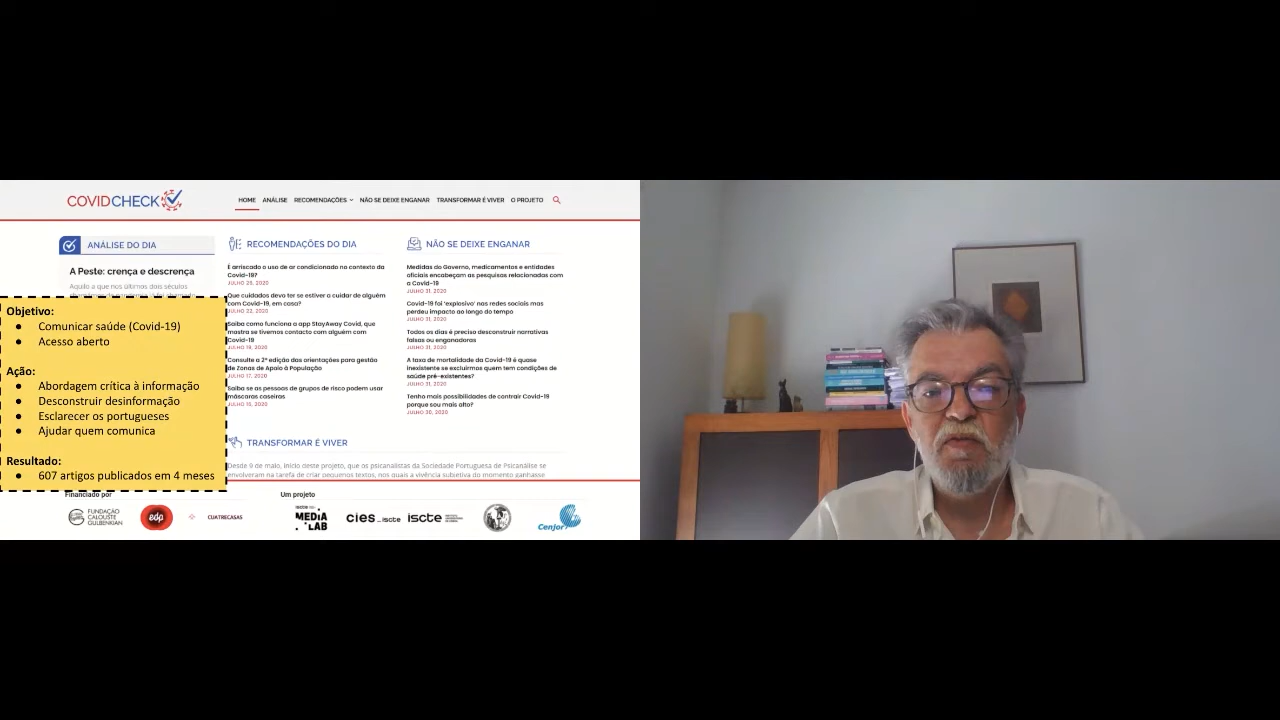 COVIDCHECK
HOME ANÁLISE RECOMENDAÇÕES NÃO SE DEIXE ENGANAR TRANSFORMAR É VIVER O PROJETO
ANÁLISE DO DIA
A Peste: crença e descrença
Aquilo a que nos últimos dois séculos
Objetivo:
● Comunicar saúde (Covid-19)
● Acesso aberto
Ação:
● Abordagem crítica à informação
● Desconstruir desinformação
● Esclarecer os portugueses
● Ajudar quem comunica
Resultado:
● 607 artigos publicados em 4 meses
RECOMENDAÇÕES DO DIA
É arriscado o uso de ar condicionado no contexto da
Covid-19?
JULHO 25, 2020
Que cuidados devo ter se estiver a cuidar de alguém
com Covid-19, em casa?
JULHO 22, 2020
Saiba como funciona a app StayAway Covid, que
mostra se tivemos contacto com alguém com
Covid-19
JULHO 18, 2020
Consulte a 2ª edição das orientações para gestão
de Zonas de Apoio à População
JULHO 17, 2020
Saiba se as pessoas de grupos de risco podem usar
máscaras caseiras
JULHO 16, 2020
NÃO SE DEIXE ENGANAR
Medidas do Governo, medicamentos e entidades
oficiais encabeçam as pesquisas relacionadas com
a Covid-19
JULHO 31, 2020
Covid-19 foi 'explosivo' nas redes sociais mas
perdeu impacto ao longo do tempo
JULHO 31, 2020
Todos os dias é preciso desconstruir narrativas
falsas ou enganadoras
JULHO 31, 2020
A taxa de mortalidade da Covid-19 é quase
inexistente se excluirmos quem tem condições de
saúde pré-existentes?
JULHO 31, 2020
Tenho mais possibilidades de contrair Covid-19
porque sou mais alto?
JULHO 30, 2020
TRANSFORMAR É VIVER
Desde 9 de maio, início deste projeto, que os psicanalistas da Sociedade Portuguesa de Psicanálise se
envolveram na tarefa de criar pequenos textos, nos quais a vivência subjetiva do momento ganhasse
Financiado por
FUNDAÇÃO
CALOUSTE
GULBENKIAN
edp
CUATRECASAS
Um projeto
MEDIA
LAB
cies_iscte
iscte
Cenjor